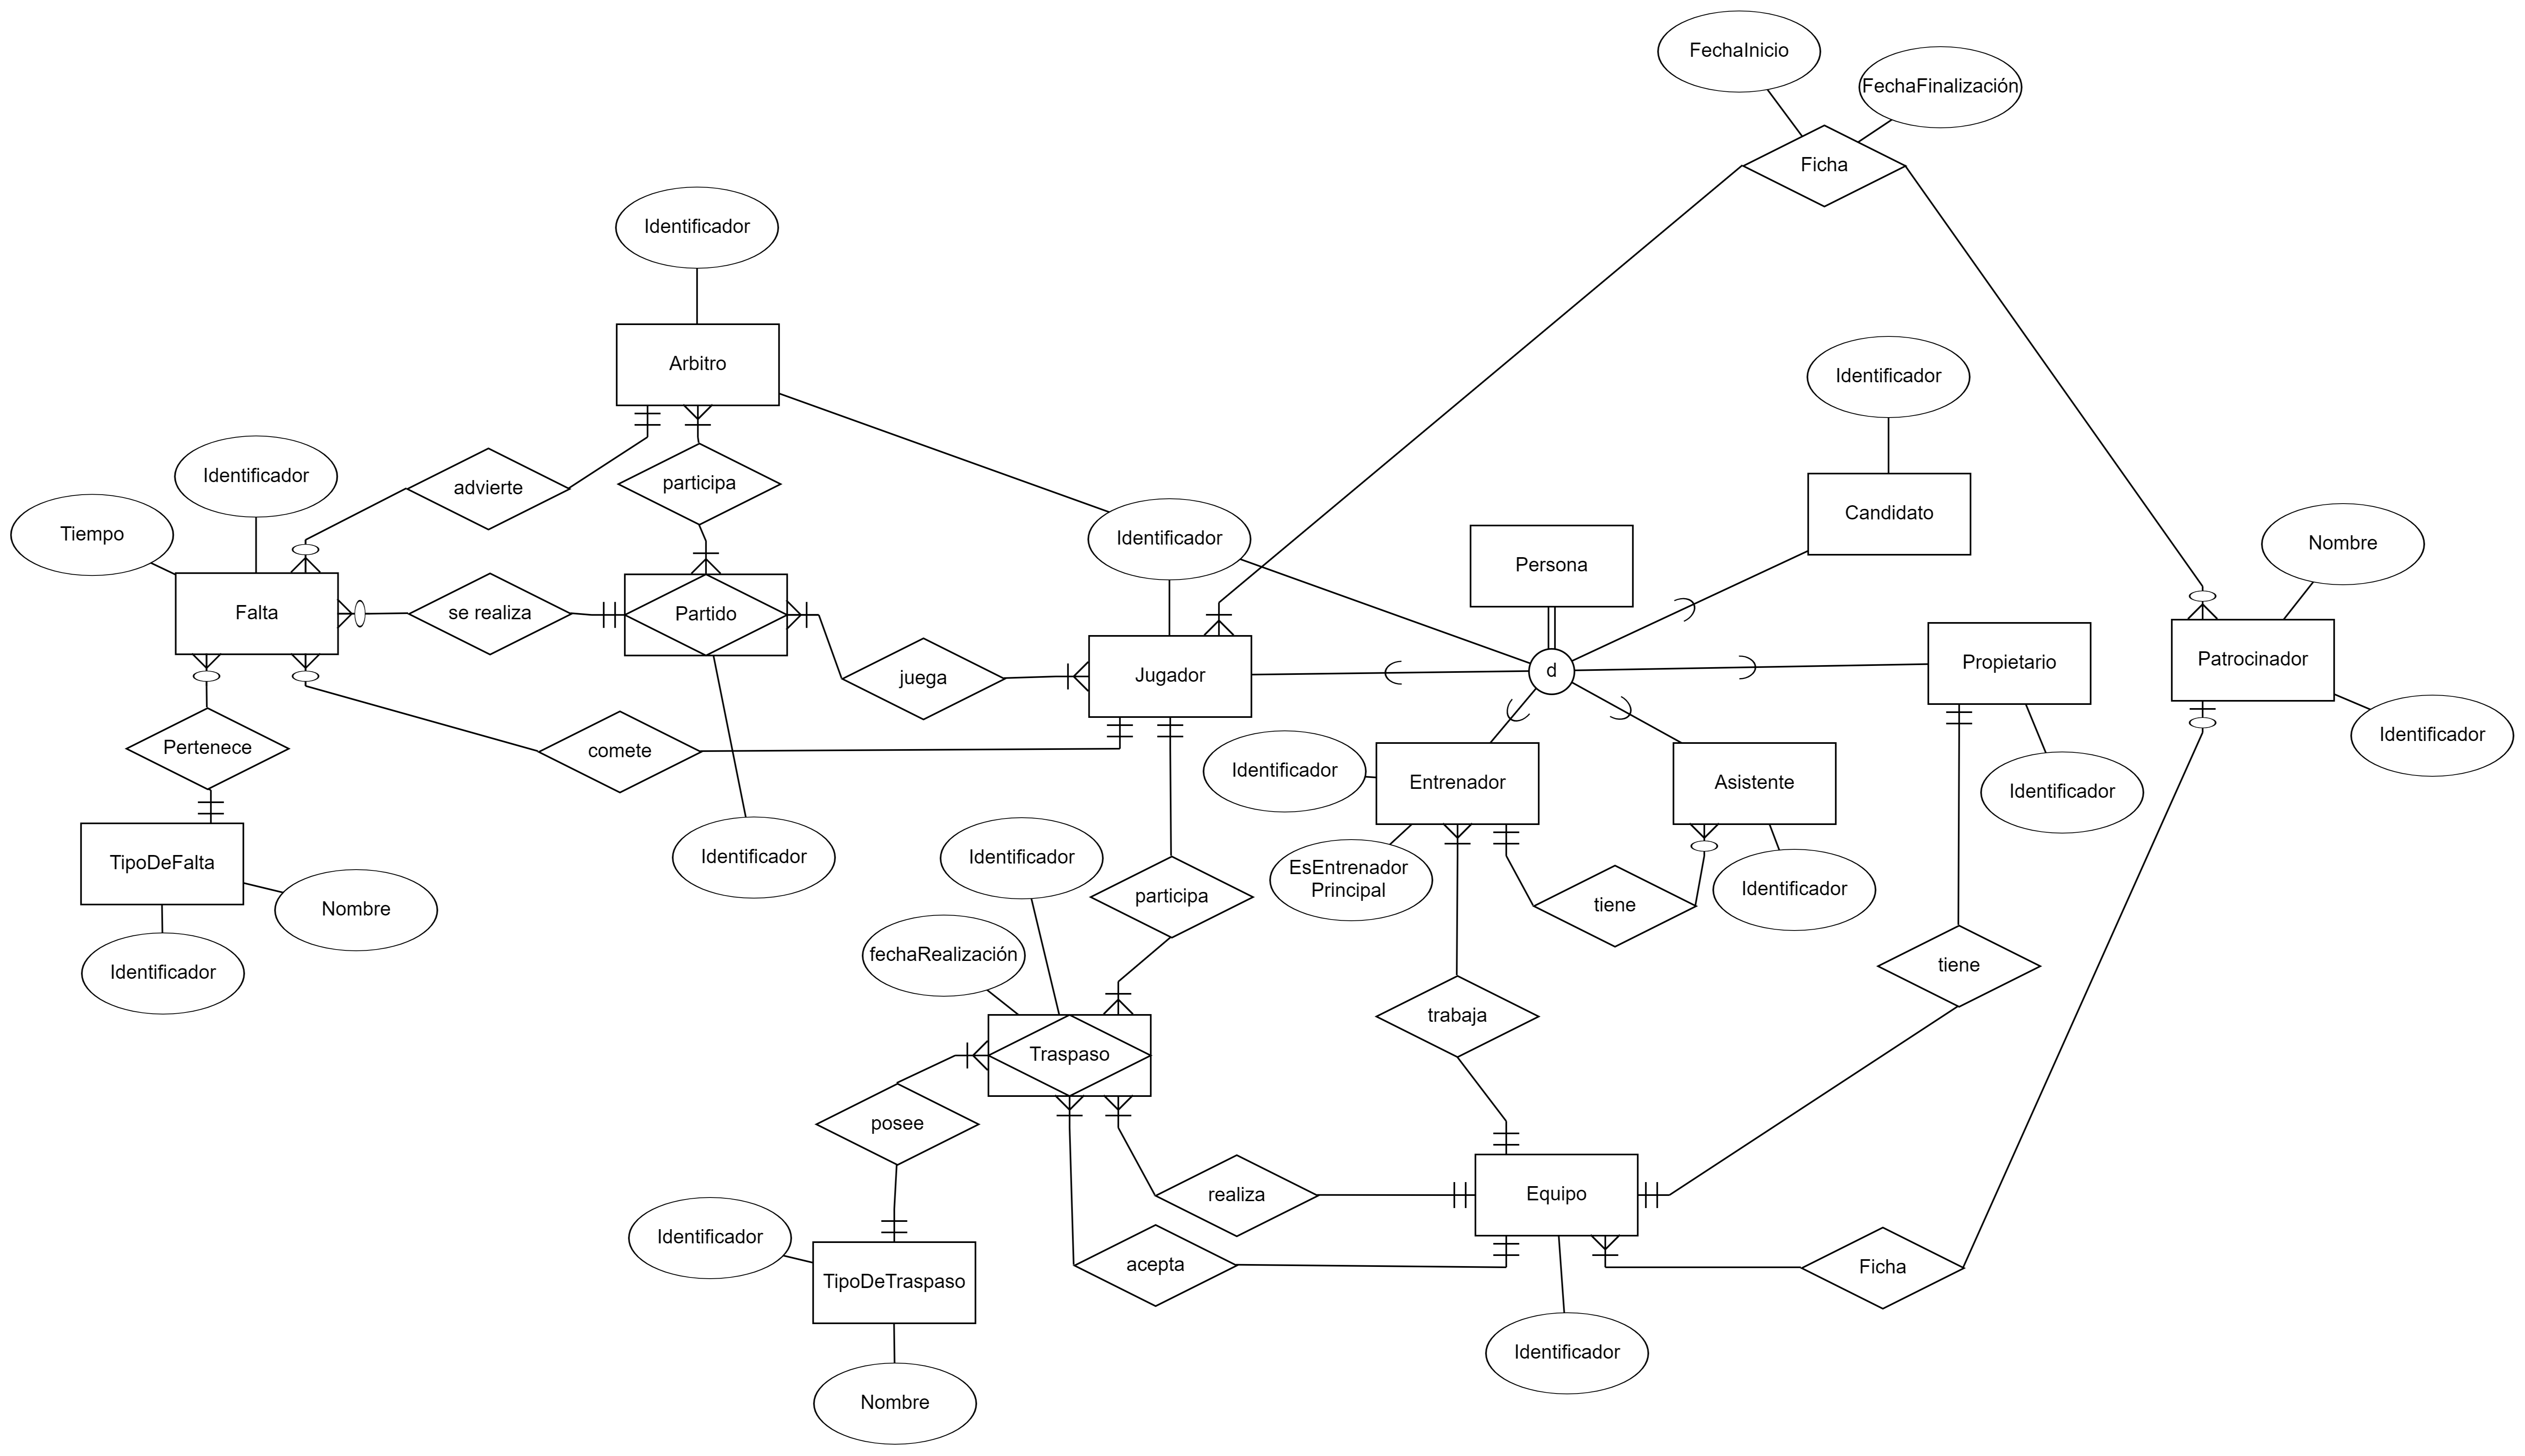 FechaInicio
FechaFinalización
Ficha
Identificador
Arbitro
Identificador
Candidato
Identificador
advierte
participa
Tiempo
Identificador
Persona
Nombre
Falta
se realiza
Partido
juega
Jugador
d
Propietario
Patrocinador
Pertenece
comete
Identificador
Entrenador
Asistente
Identificador
Identificador
TipoDeFalta
Identificador
Identificador
EsEntrenador
Principal
tiene
Identificador
Nombre
participa
Identificador
fechaRealización
tiene
trabaja
Traspaso
posee
realiza
Equipo
Identificador
acepta
Ficha
TipoDeTraspaso
Identificador
Nombre